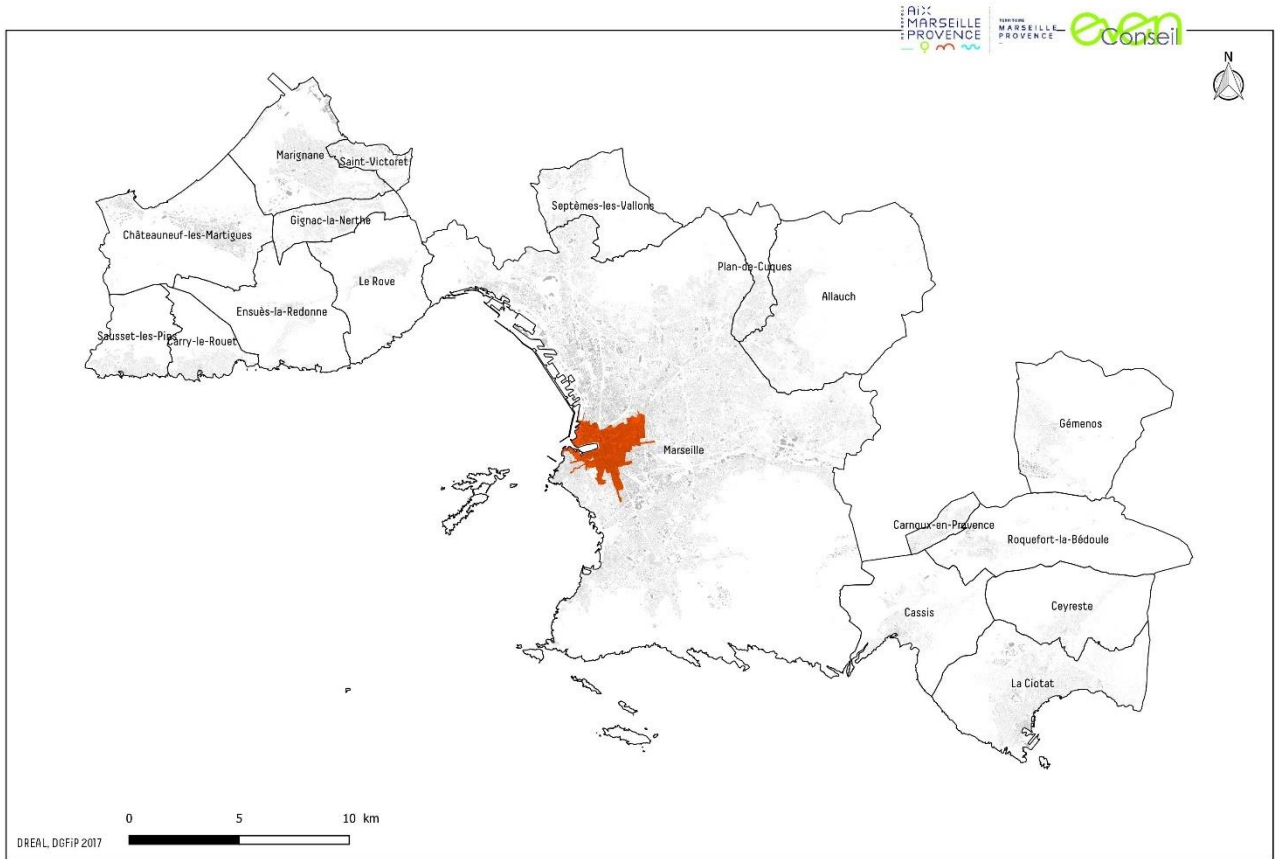 AIX
MARSEILLE
PROVENCE
TERRITOIRE
MARSEILLE
PROVENCE
even
Conseil
N
Marignane
Saint-Victoret
Septèmes-les-Vallons
Châteauneuf-les-Martigues
Gignac-la-Nerthe
Plan-de-Cuques
Le Rove
Allauch
Ensuès-la-Redonne
Sausset-les-Pins
Carry-le-Rouet
Gémenos
Marseille
Carnoux-en-Provence
Roquefort-la-Bédoule
Cassis
Ceyreste
La Ciotat
0 5 10 km
DREAL, DGFiP 2017